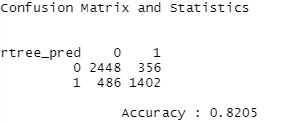 Confusion Matrix and Statistics
rtree_pred 0 1
0 2448 356
1 486 1402
Accuracy : 0.8205